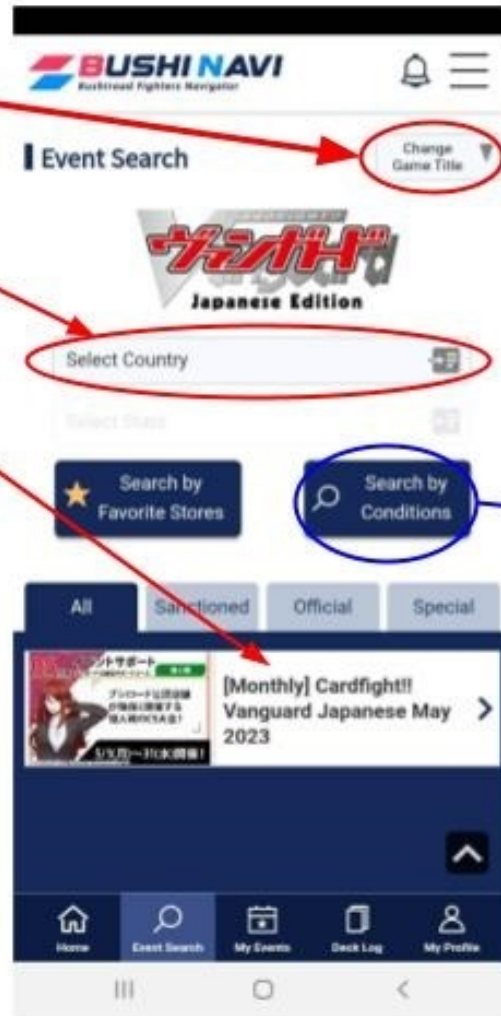 BUSHI NAVI
Bushiroad Fighters Navigator
Event Search
Change
Game Title
ヴァンガード
Vanguard
Japanese Edition
Select Country
Select State
Search by
Favorite Stores
Search by
Conditions
All
Sanctioned
Official
Special
[Monthly] Cardfight!!
Vanguard Japanese May
2023
Home
Event Search
My Events
Deck Log
My Profile